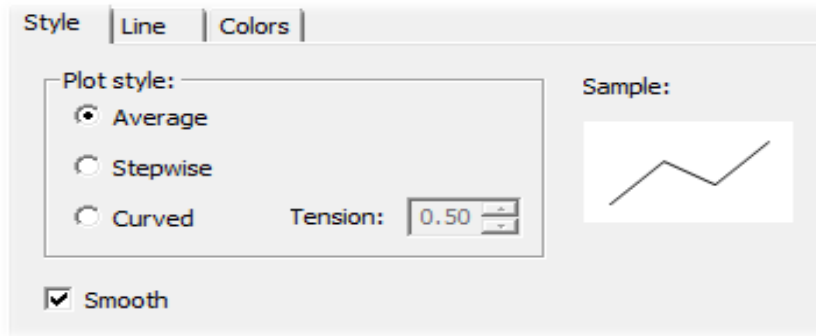 Style Line Colors
Plot style:
Sample:
Average
Stepwise
Curved Tension: 0.50
Smooth